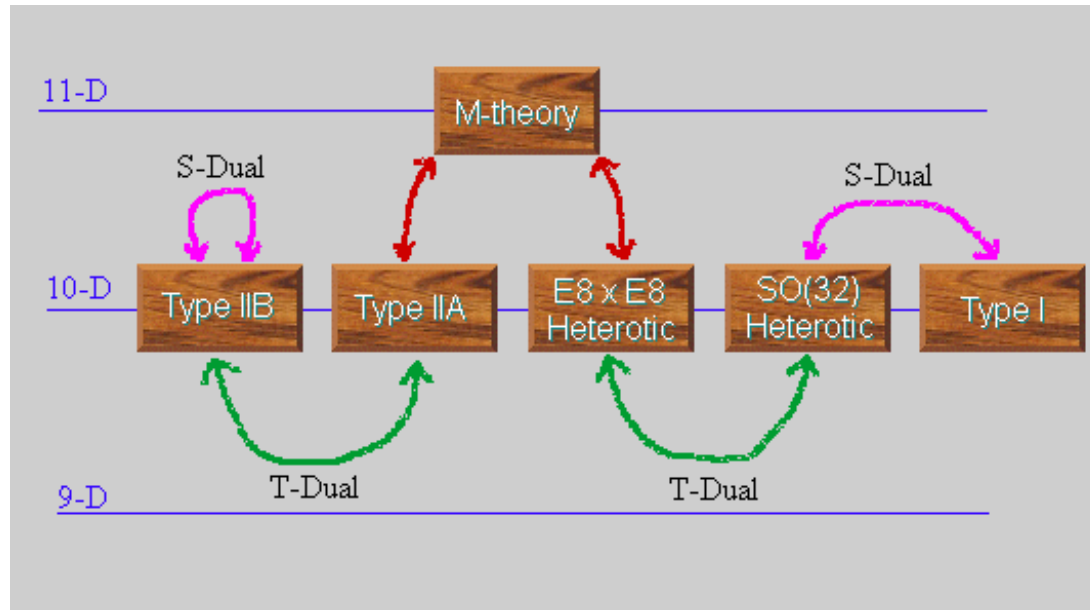 11-D
M-theory
S-Dual
S-Dual
10-D
Type IIB
Type IIA
E8 x E8
Heterotic
SO(32)
Heterotic
Type I
T-Dual
T-Dual
9-D